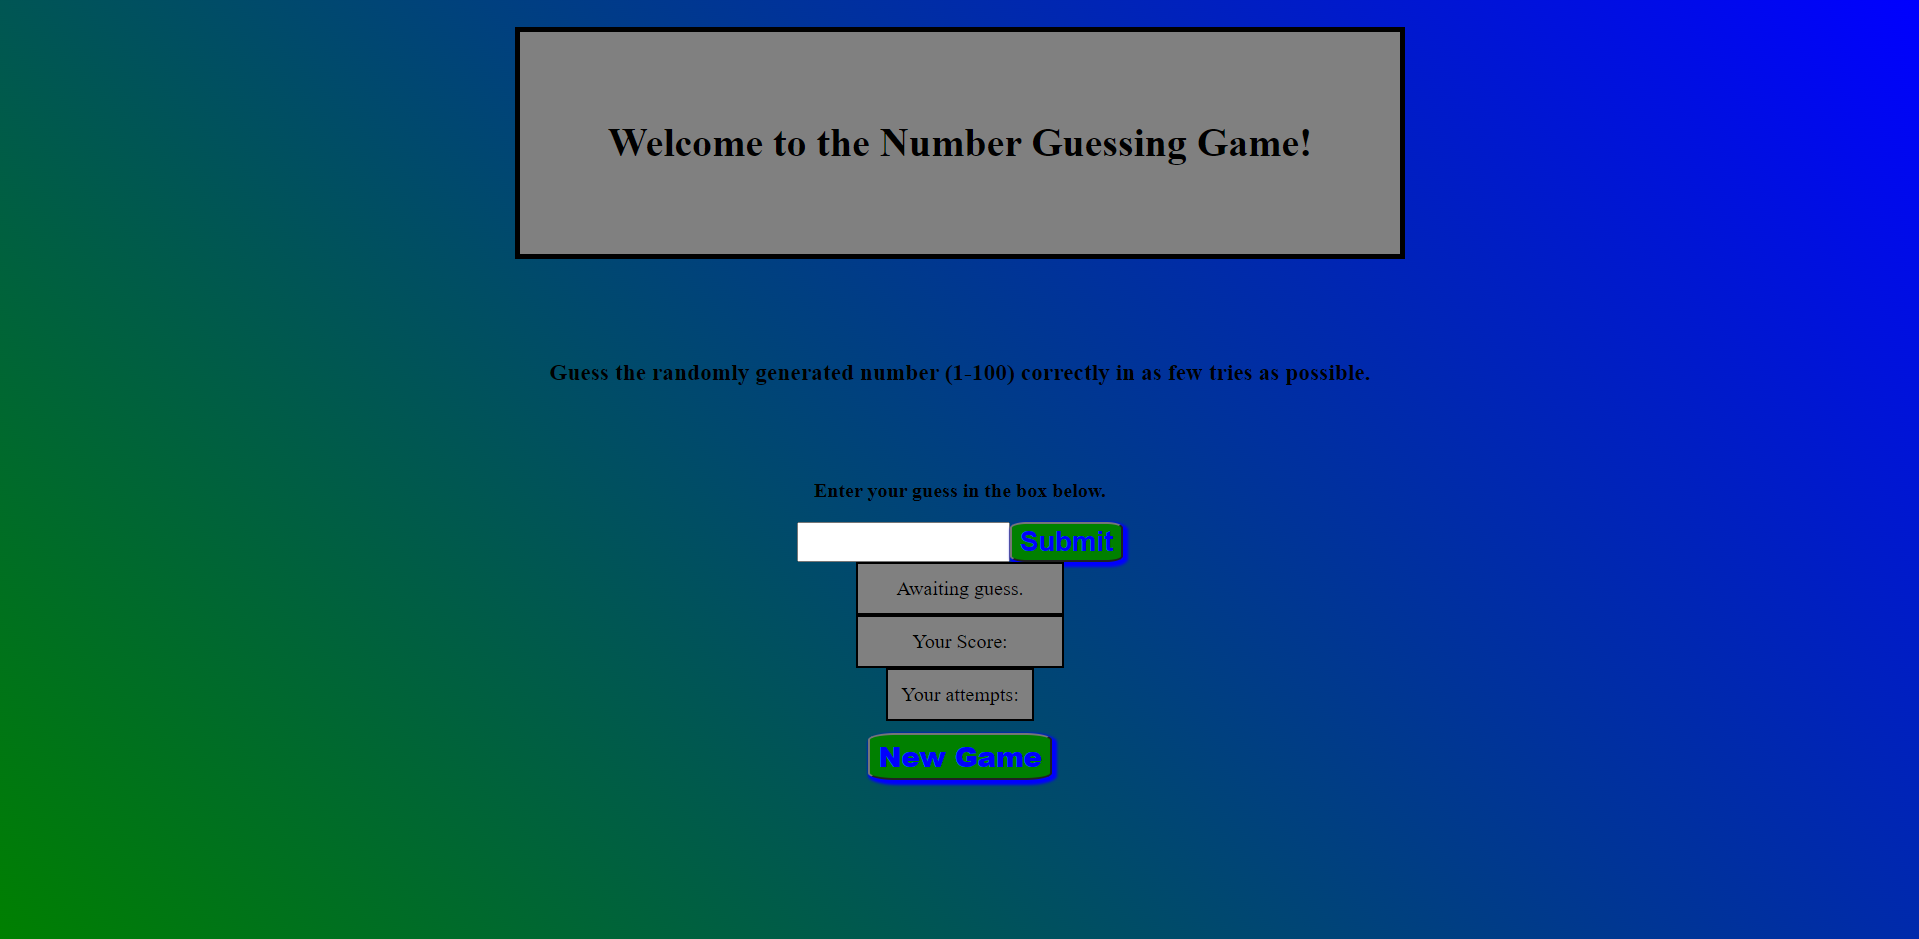 Welcome to the Number Guessing Game!
Guess the randomly generated number (1-100) correctly in as few tries as possible.
Enter your guess in the box below.
Submit
Awaiting guess.
Your Score:
Your attempts:
New Game